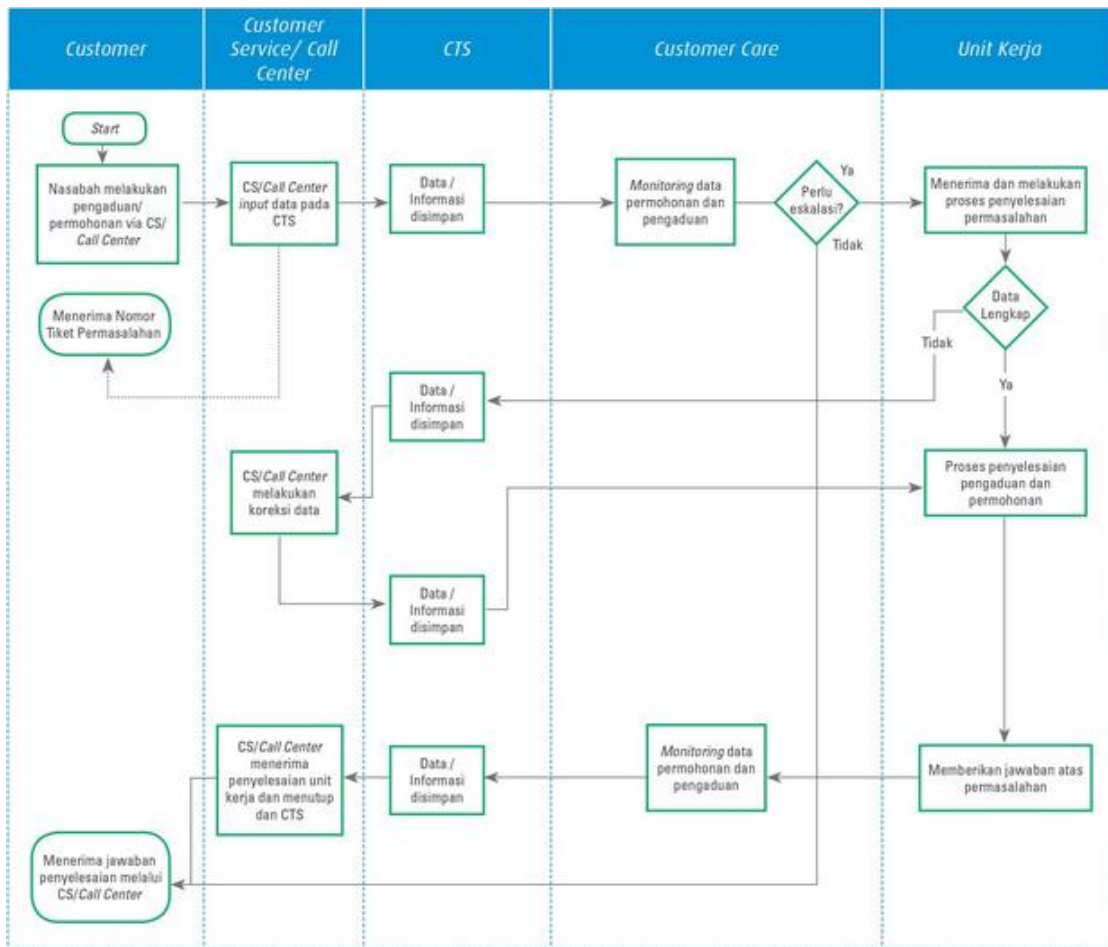 Customer
Customer
Service/ Call
Center
CTS
Customer Care
Unit Kerja
Start
Nasabah melakukan
pengaduan/
permohonan via CS/
Call Center
CS/Call Center
input data pada
CTS
Data /
Informasi
disimpan
Monitoring data
permohonan dan
pengaduan
Perlu
eskalasi?
Ya
Tidak
Menerima dan melakukan
proses penyelesaian
permasalahan
Menerima Nomor
Tiket Permasalahan
Data
Lengkap
Tidak
Ya
Data /
Informasi
disimpan
CS/Call Center
melakukan
koreksi data
Proses penyelesaian
pengaduan dan
permohonan
Data /
Informasi
disimpan
CS/Call Center
menerima
penyelesaian unit
kerja dan menutup
dan CTS
Data /
Informasi
disimpan
Monitoring data
permohonan dan
pengaduan
Memberikan jawaban atas
permasalahan
Menerima jawaban
penyelesaian melalui
CS/Call Center